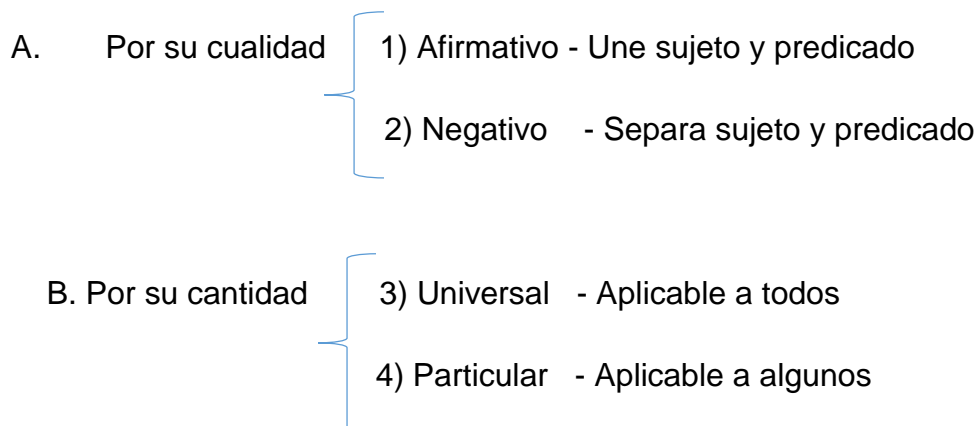 A. Por su cualidad 1) Afirmativo - Une sujeto y predicado
2) Negativo - Separa sujeto y predicado
B. Por su cantidad 3) Universal - Aplicable a todos
4) Particular - Aplicable a algunos